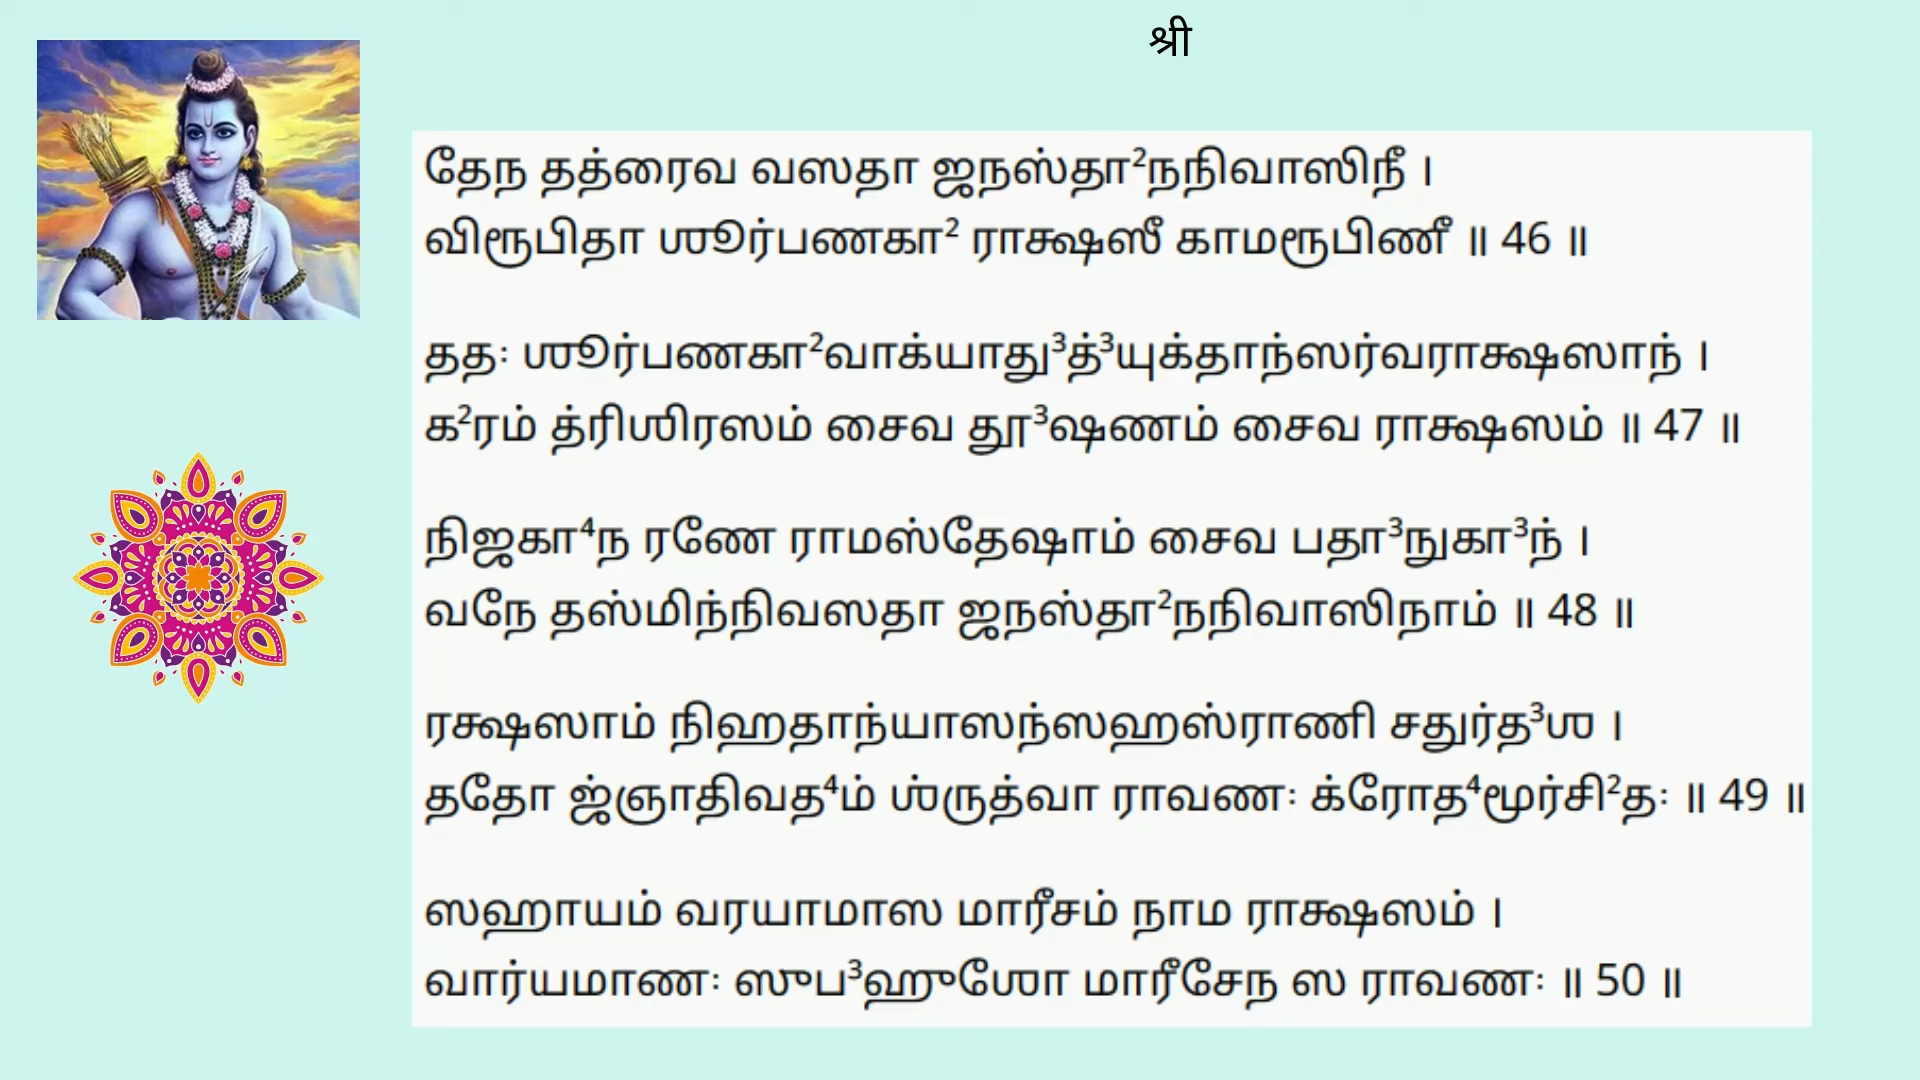 श्री
தேந தத்ரைவ வஸதா ஜநஸ்தா²நநிவாஸிநீ ।
விரூபிதா ஶூர்பணகா² ராக்ஷஸீ காமரூபிணீ ॥ 46 ॥
தத꞉ ஶூர்பணகா²வாக்யாது³த்³யுக்தாந்ஸர்வராக்ஷஸாந் ।
க²ரம் த்ரிஶிரஸம் சைவ தூ³ஷணம் சைவ ராக்ஷஸம் ॥ 47 ॥
நிஜகா⁴ந ரணே ராமஸ்தேஷாம் சைவ பதா³நுகா³ந் ।
வநே தஸ்மிந்நிவஸதா ஜநஸ்தா²நநிவாஸிநாம் ॥ 48 ॥
ரக்ஷஸாம் நிஹதாந்யாஸந்ஸஹஸ்ராணி சதுர்த³ஶ ।
ததோ ஜ்ஞாதிவத⁴ம் ஶ்ருத்வா ராவண꞉ க்ரோத⁴மூர்சி²த꞉ ॥ 49 ॥
ஸஹாயம் வரயாமாஸ மாரீசம் நாம ராக்ஷஸம் ।
வார்யமாண꞉ ஸுப³ஹுஶோ மாரீசேந ஸ ராவண꞉ ॥ 50 ॥